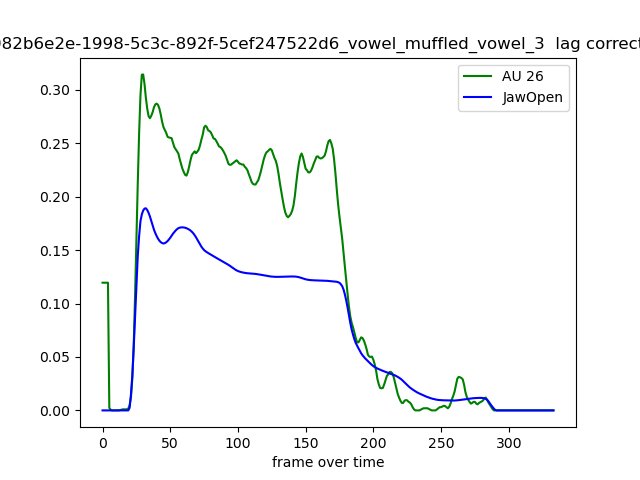 082b6e2e-1998-5c3c-892f-5cef247522d6_vowel_muffled_vowel_3 lag correct
AU 26
JawOpen
0.30
0.25
0.20
0.15
0.10
0.05
0.00
0 50 100 150 200 250 300
frame over time